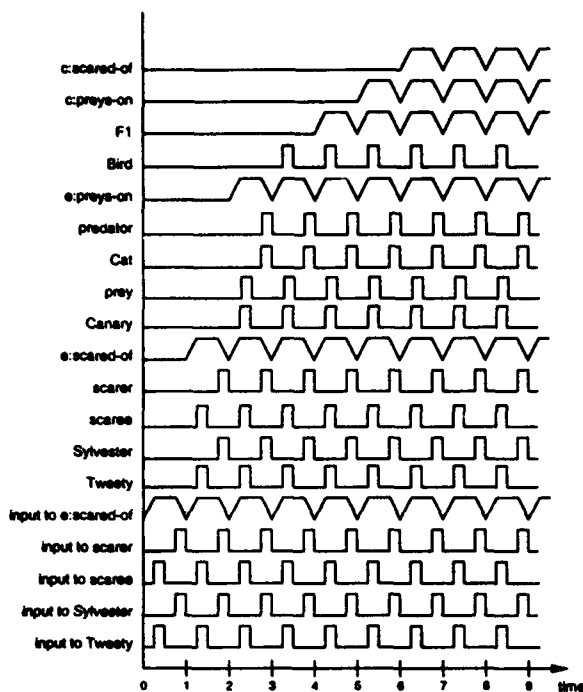 c:scared-of
c:preys-on
F1
Bird
e:preys-on
predator
Cat
prey
Canary
e:scared-of
scarer
scaree
Sylvester
Tweety
input to e:scared-of
input to scarer
input to scaree
input to Sylvester
input to Tweety
0 1 2 3 4 5 6 7 8 9 time